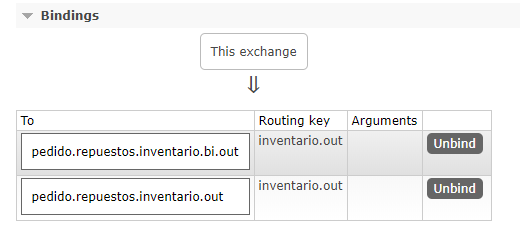 Bindings
This exchange
⇓
To Routing key Arguments
pedido.repuestos.inventario.bi.out inventario.out Unbind
pedido.repuestos.inventario.out inventario.out Unbind